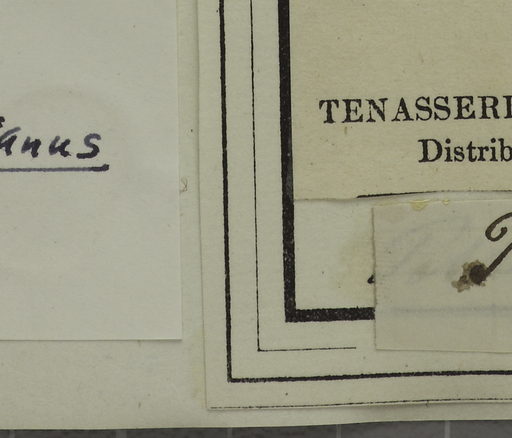 anus
TENASSERI
Distrib